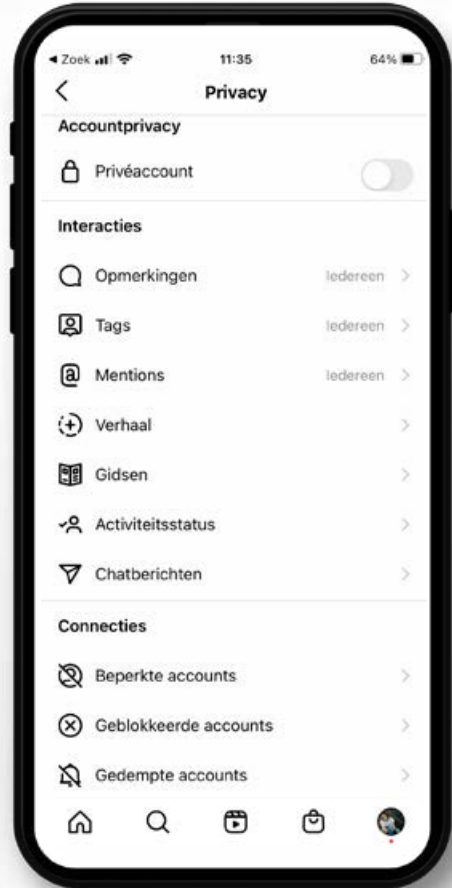 ◂ Zoek 11:35 64%
Privacy
Accountprivacy
Privéaccount
Interacties
Opmerkingen Iedereen
Tags Iedereen
Mentions Iedereen
Verhaal
Gidsen
Activiteitsstatus
Chatberichten
Connecties
Beperkte accounts
Geblokkeerde accounts
Gedempte accounts